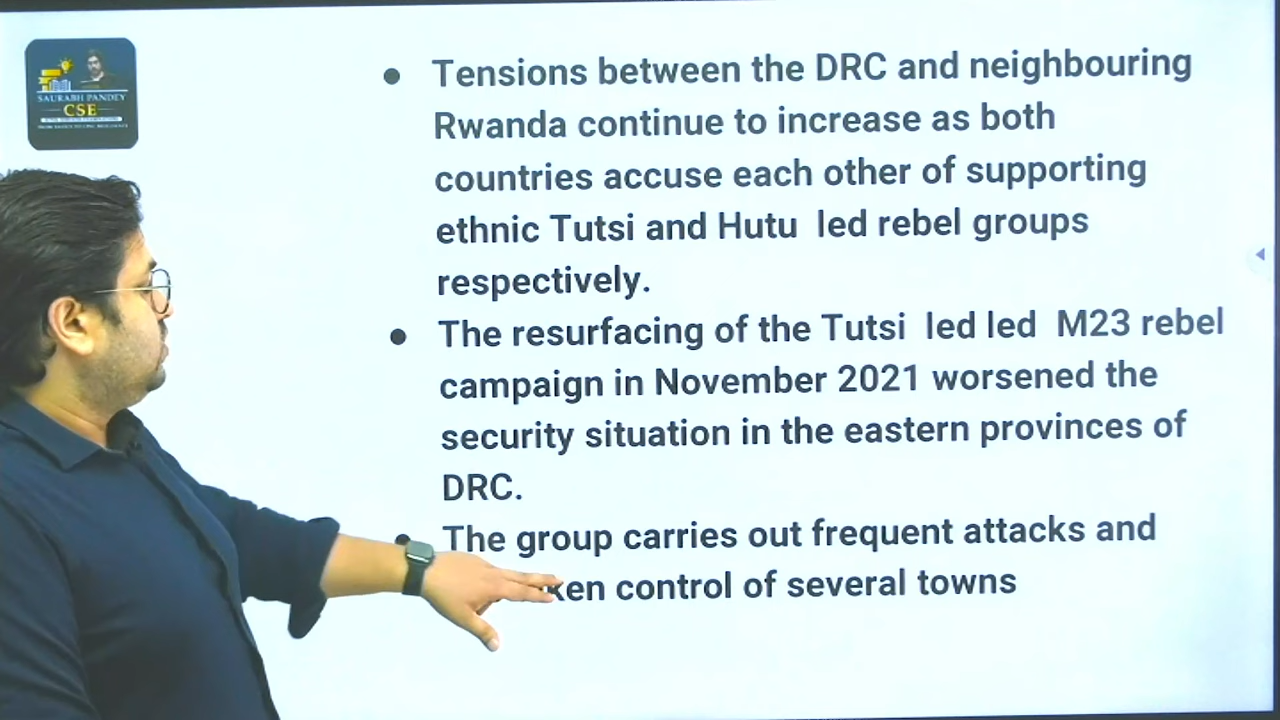 SAURABH PANDEY
CSE
Tensions between the DRC and neighbouring
Rwanda continue to increase as both
countries accuse each other of supporting
ethnic Tutsi and Hutu led rebel groups
respectively.
The resurfacing of the Tutsi led led M23 rebel
campaign in November 2021 worsened the
security situation in the eastern provinces of
DRC.
The group carries out frequent attacks and
control of several towns